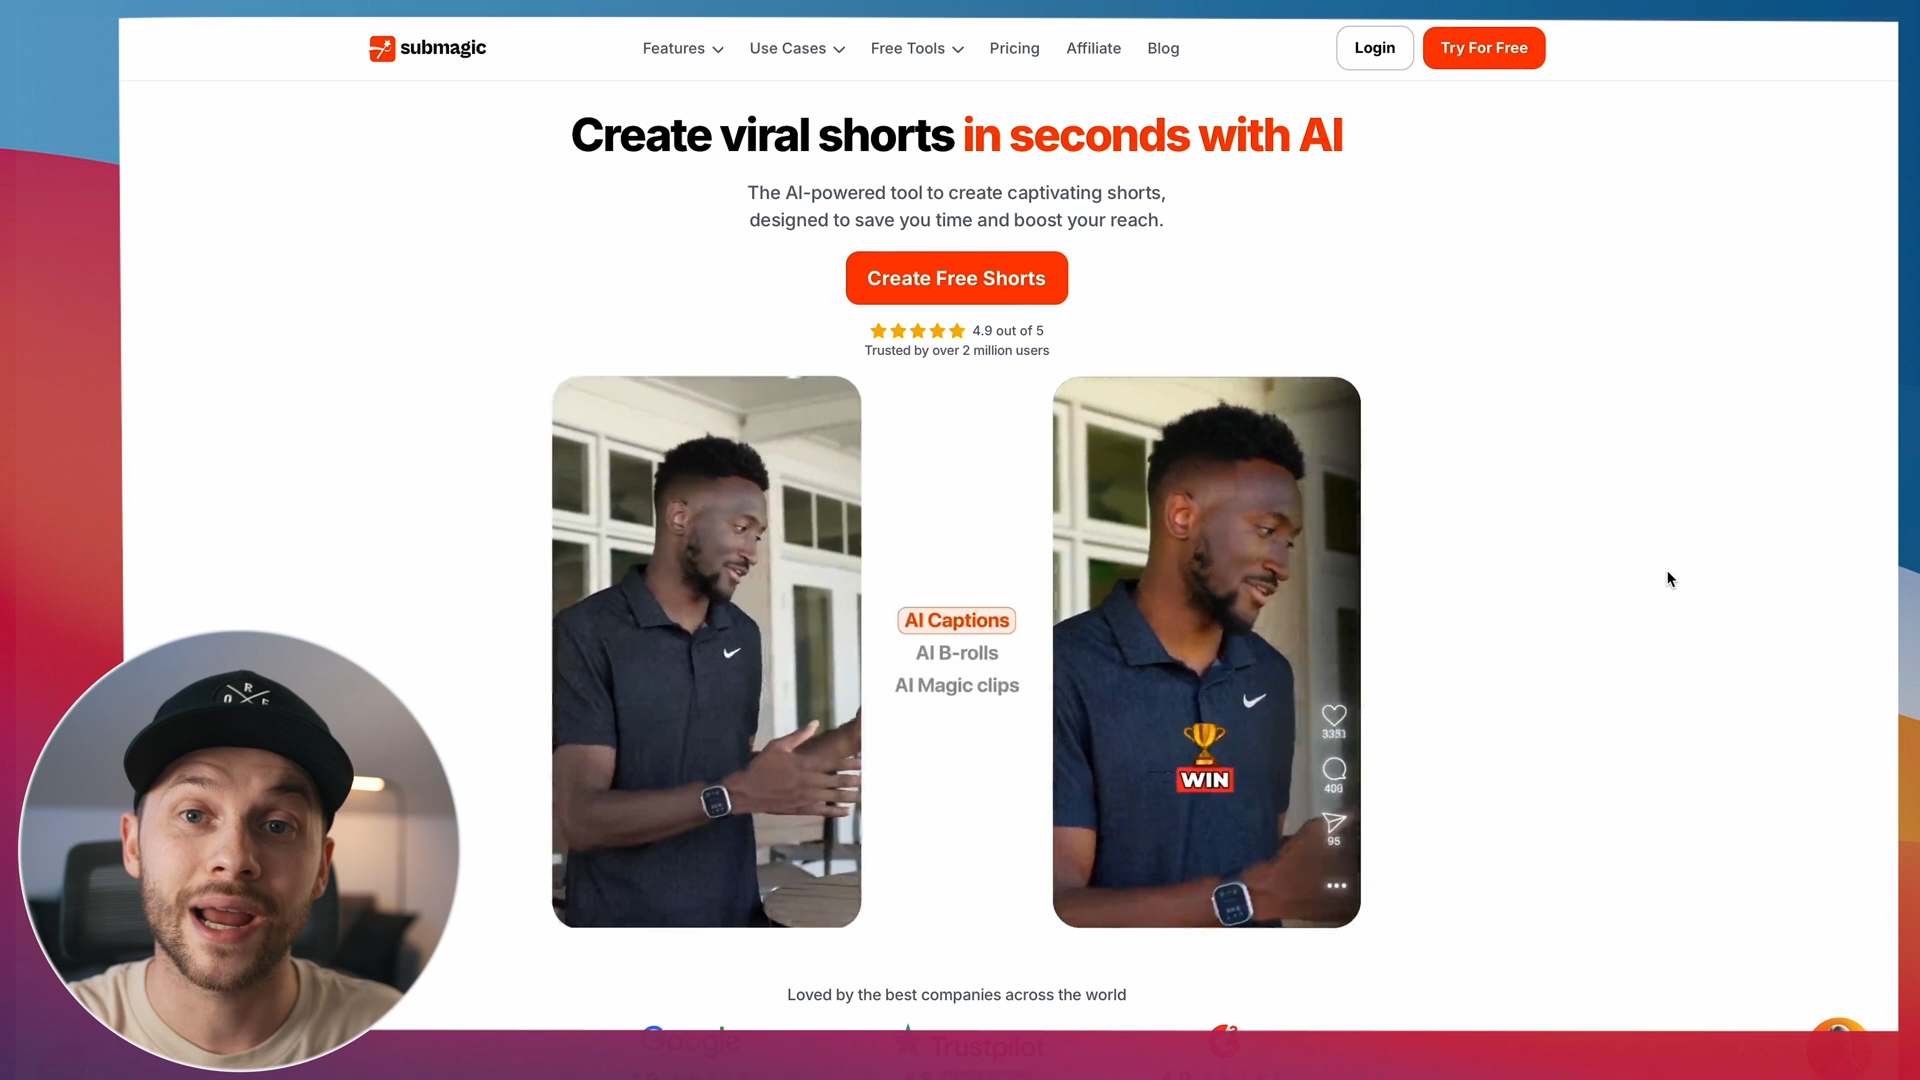 submagic
Features
Use Cases
Free Tools
Pricing
Affiliate
Blog
Login
Try For Free
Create viral shorts in seconds with AI
The AI-powered tool to create captivating shorts,
designed to save you time and boost your reach.
Create Free Shorts
4.9 out of 5
Trusted by over 2 million users
AI Captions
AI B-rolls
AI Magic clips
WIN
3351
400
95
Loved by the best companies across the world
Google
Trustpilot